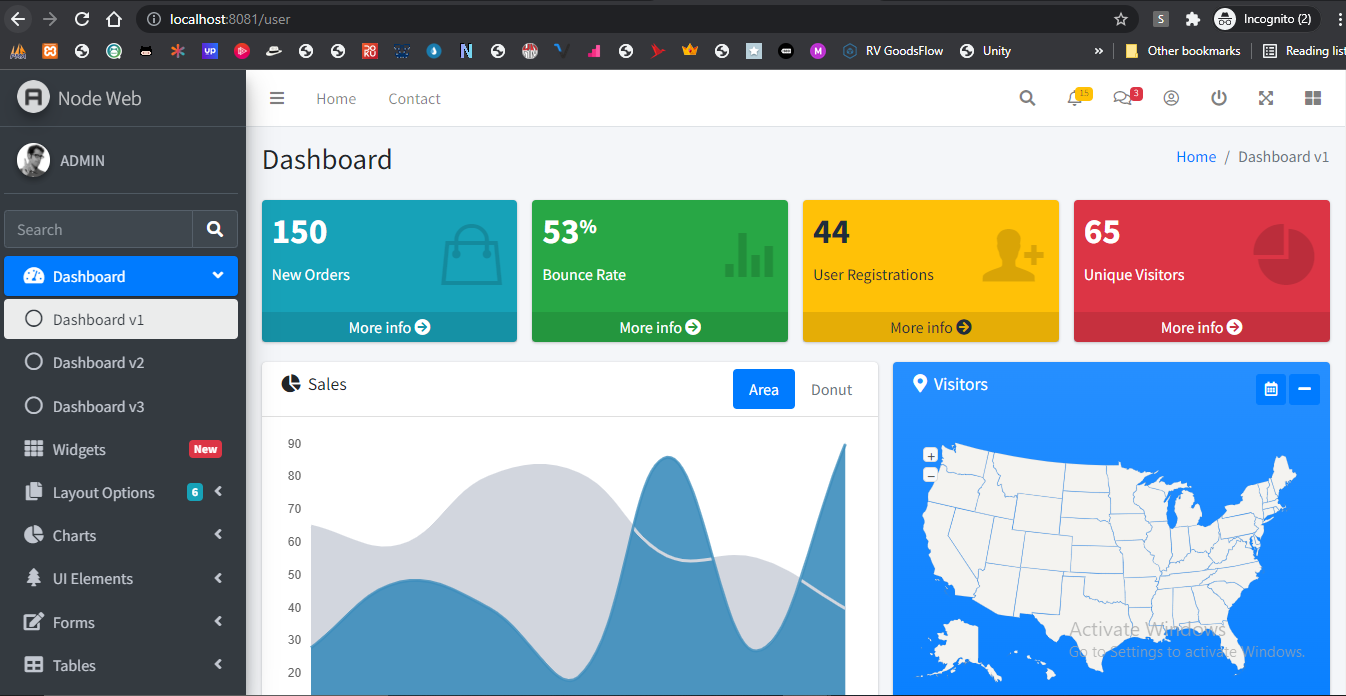 localhost:8081/user
S
Incognito (2)
UP
RO
RU
N
M
RV GoodsFlow
Unity
»
Other bookmarks
Reading list
Node Web
Home
Contact
15
3
ADMIN
Dashboard
Home / Dashboard v1
Search
Dashboard
Dashboard v1
Dashboard v2
Dashboard v3
Widgets New
Layout Options 6
Charts
UI Elements
Forms
Tables
150
New Orders
More info
53%
Bounce Rate
More info
44
User Registrations
More info
65
Unique Visitors
More info
Sales
Area
Donut
90
80
70
60
50
40
30
20
Visitors
+
−
Activate Windows
Go to Settings to activate Windows.